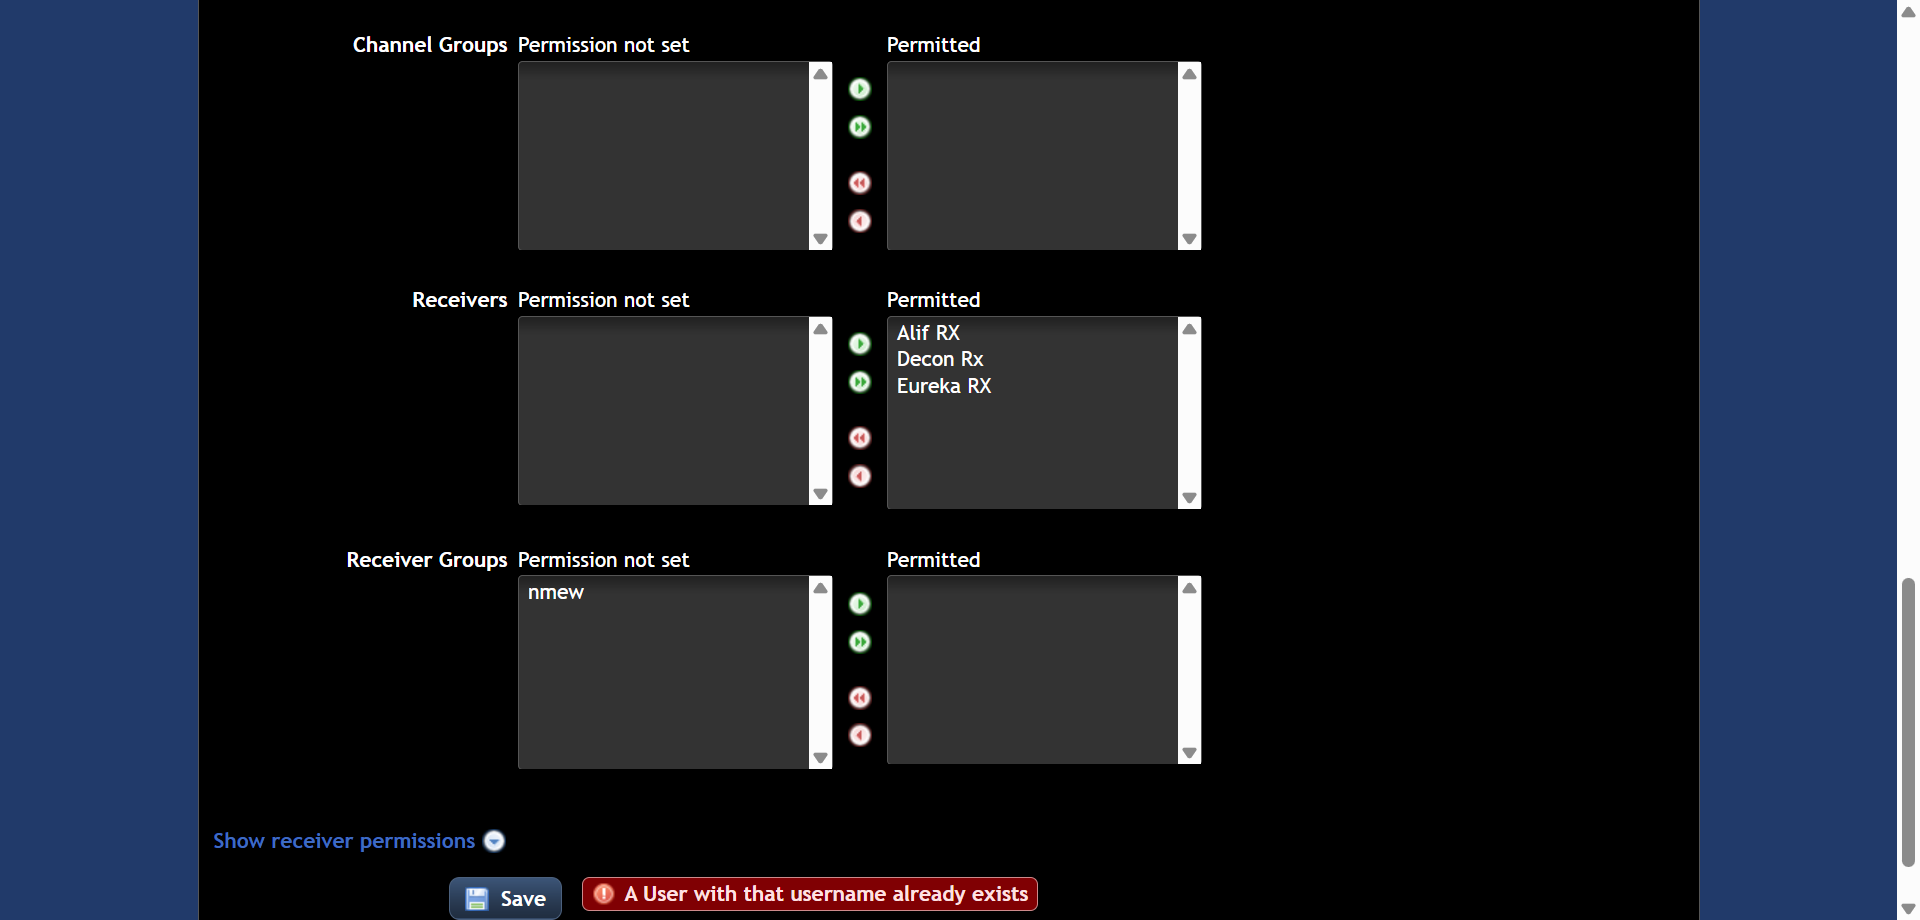 Channel Groups Permission not set Permitted
Receivers Permission not set Permitted
Alif RX
Decon Rx
Eureka RX
Receiver Groups Permission not set Permitted
nmew
Show receiver permissions
Save A User with that username already exists